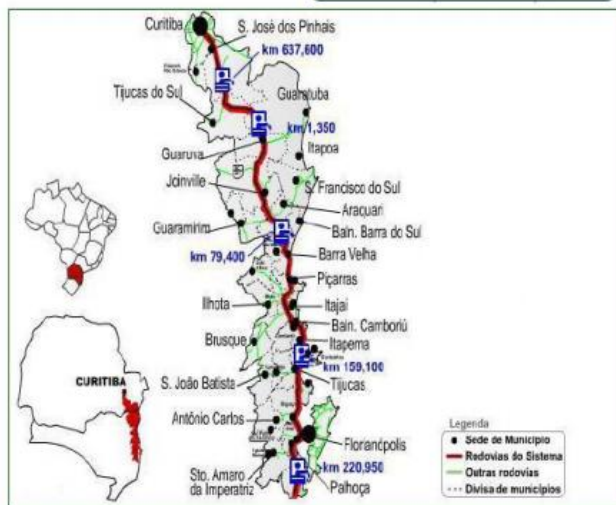 Curitiba
S. José dos Pinhais
km 637,600
Tijucas do Sul
Guaratuba
km 1,350
Guaruva
Itapoa
Joinville
S. Francisco do Sul
Araquari
Guaramirim
Baln. Barra do Sul
km 79,400
Barra Velha
Piçarras
Ilhota
Itajaí
Baln. Camboriú
Brusque
Itapema
km 159,100
S. João Batista
Tijucas
Antônio Carlos
Florianópolis
Sto. Amaro
da Imperatriz
km 220,950
Palhoça
CURITIBA
Legenda
Sede de Município
Rodovias do Sistema
Outras rodovias
Divisa de municípios